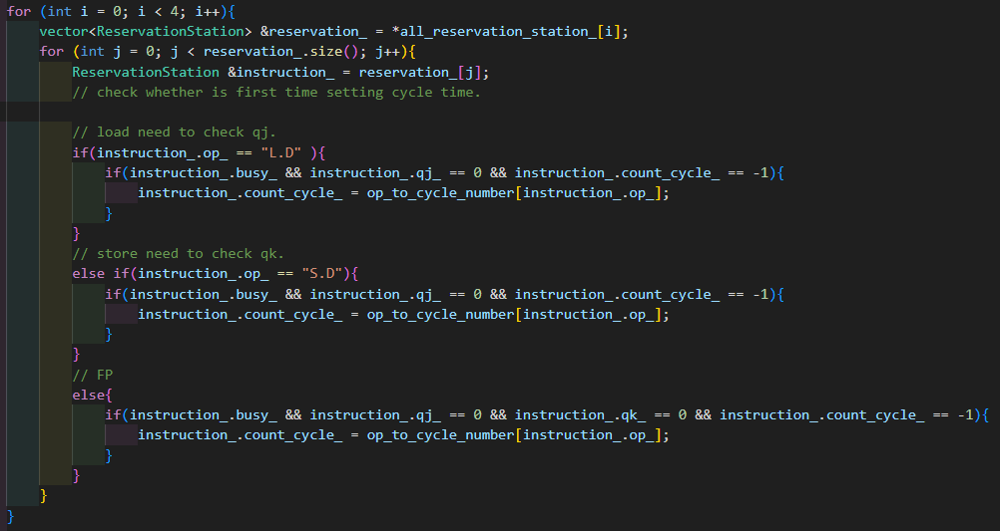 for (int i = 0; i < 4; i++){
    vector<ReservationStation> &reservation_ = *all_reservation_station_[i];
    for (int j = 0; j < reservation_.size(); j++){
        ReservationStation &instruction_ = reservation_[j];
        // check whether is first time setting cycle time.

        // load need to check qj.
        if(instruction_.op_ == "L.D" ){
            if(instruction_.busy_ && instruction_.qj_ == 0 && instruction_.count_cycle_ == -1){
                instruction_.count_cycle_ = op_to_cycle_number[instruction_.op_];
            }
        }
        // store need to check qk.
        else if(instruction_.op_ == "S.D"){
            if(instruction_.busy_ && instruction_.qj_ == 0 && instruction_.count_cycle_ == -1){
                instruction_.count_cycle_ = op_to_cycle_number[instruction_.op_];
            }
        }
        // FP
        else{
            if(instruction_.busy_ && instruction_.qj_ == 0 && instruction_.qk_ == 0 && instruction_.count_cycle_ == -1){
                instruction_.count_cycle_ = op_to_cycle_number[instruction_.op_];
            }
        }
    }
}